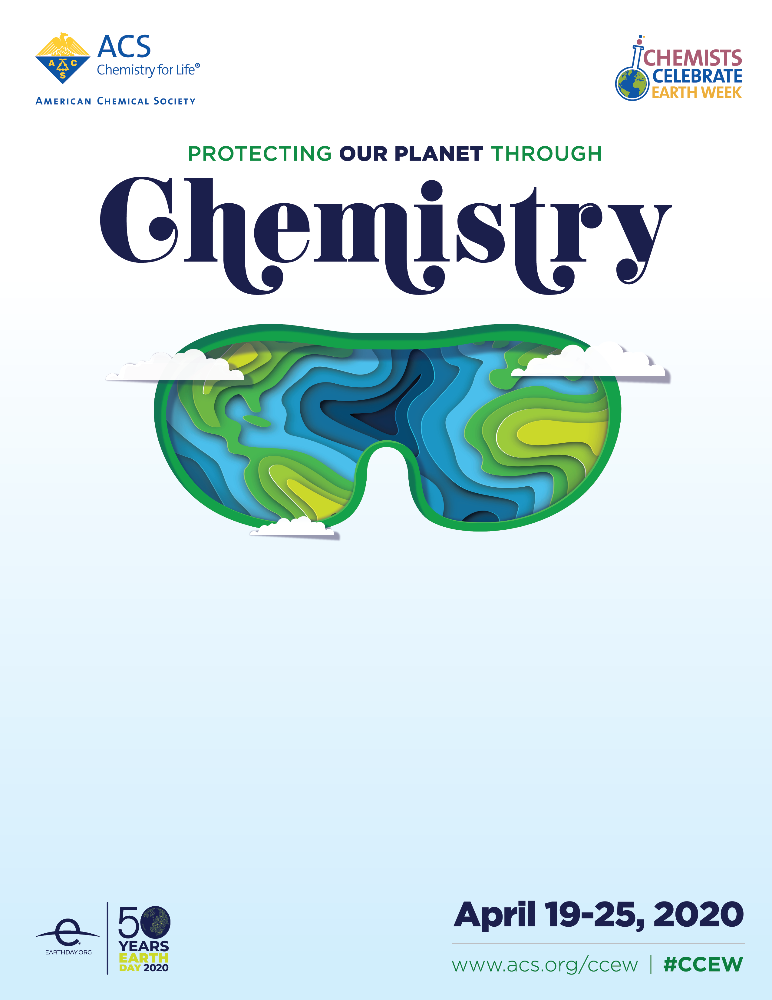 ACS
Chemistry for Life®
A C
S
AMERICAN CHEMICAL SOCIETY
CHEMISTS
CELEBRATE
EARTH WEEK
PROTECTING OUR PLANET THROUGH
Chemistry
e®
EARTHDAY.ORG
50
YEARS
EARTH
DAY 2020
April 19-25, 2020
www.acs.org/ccew | #CCEW